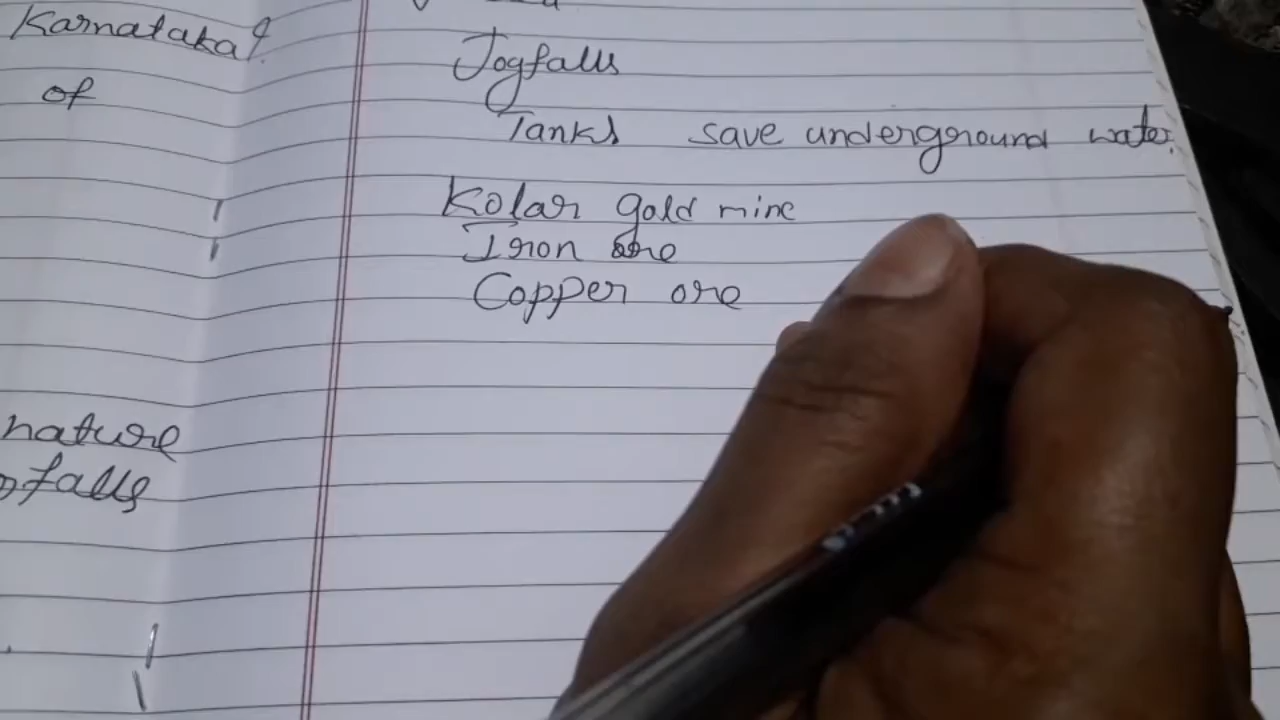 Karnataka?
of
nature
falls
Jogfalls
Tanks save underground water.
Kolar gold mine
Iron ore
Copper ore